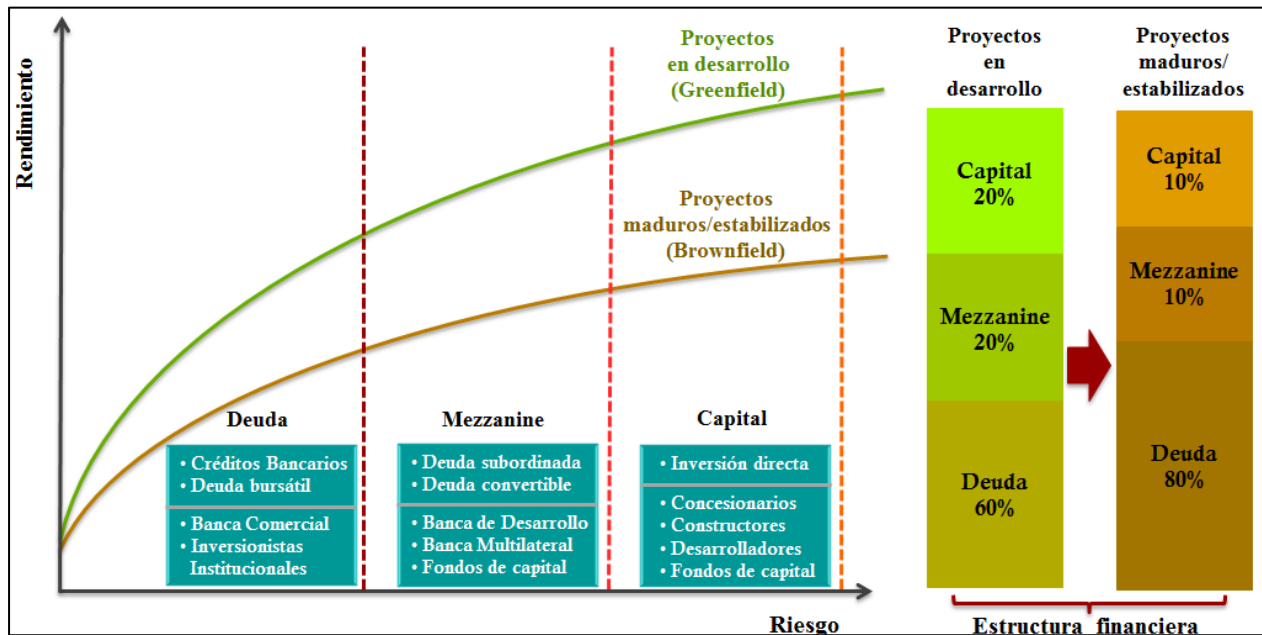 Rendimiento
Proyectos
en desarrollo
(Greenfield)
Proyectos
maduros/estabilizados
(Brownfield)
Deuda
• Créditos Bancarios
• Deuda bursátil
• Banca Comercial
• Inversionistas
Institucionales
Mezzanine
• Deuda subordinada
• Deuda convertible
• Banca de Desarrollo
• Banca Multilateral
• Fondos de capital
Capital
• Inversión directa
• Concesionarios
• Constructores
• Desarrolladores
• Fondos de capital
Riesgo
Proyectos
en
desarrollo
Capital
20%
Mezzanine
20%
Deuda
60%
Proyectos
maduros/
estabilizados
Capital
10%
Mezzanine
10%
Deuda
80%
Estructura financiera